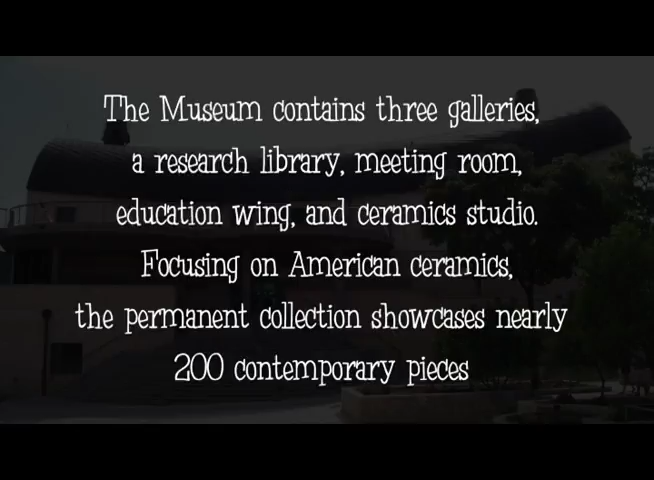 The Museum contains three galleries,
a research library, meeting room,
education wing, and ceramics studio.
Focusing on American ceramics,
the permanent collection showcases nearly
200 contemporary pieces